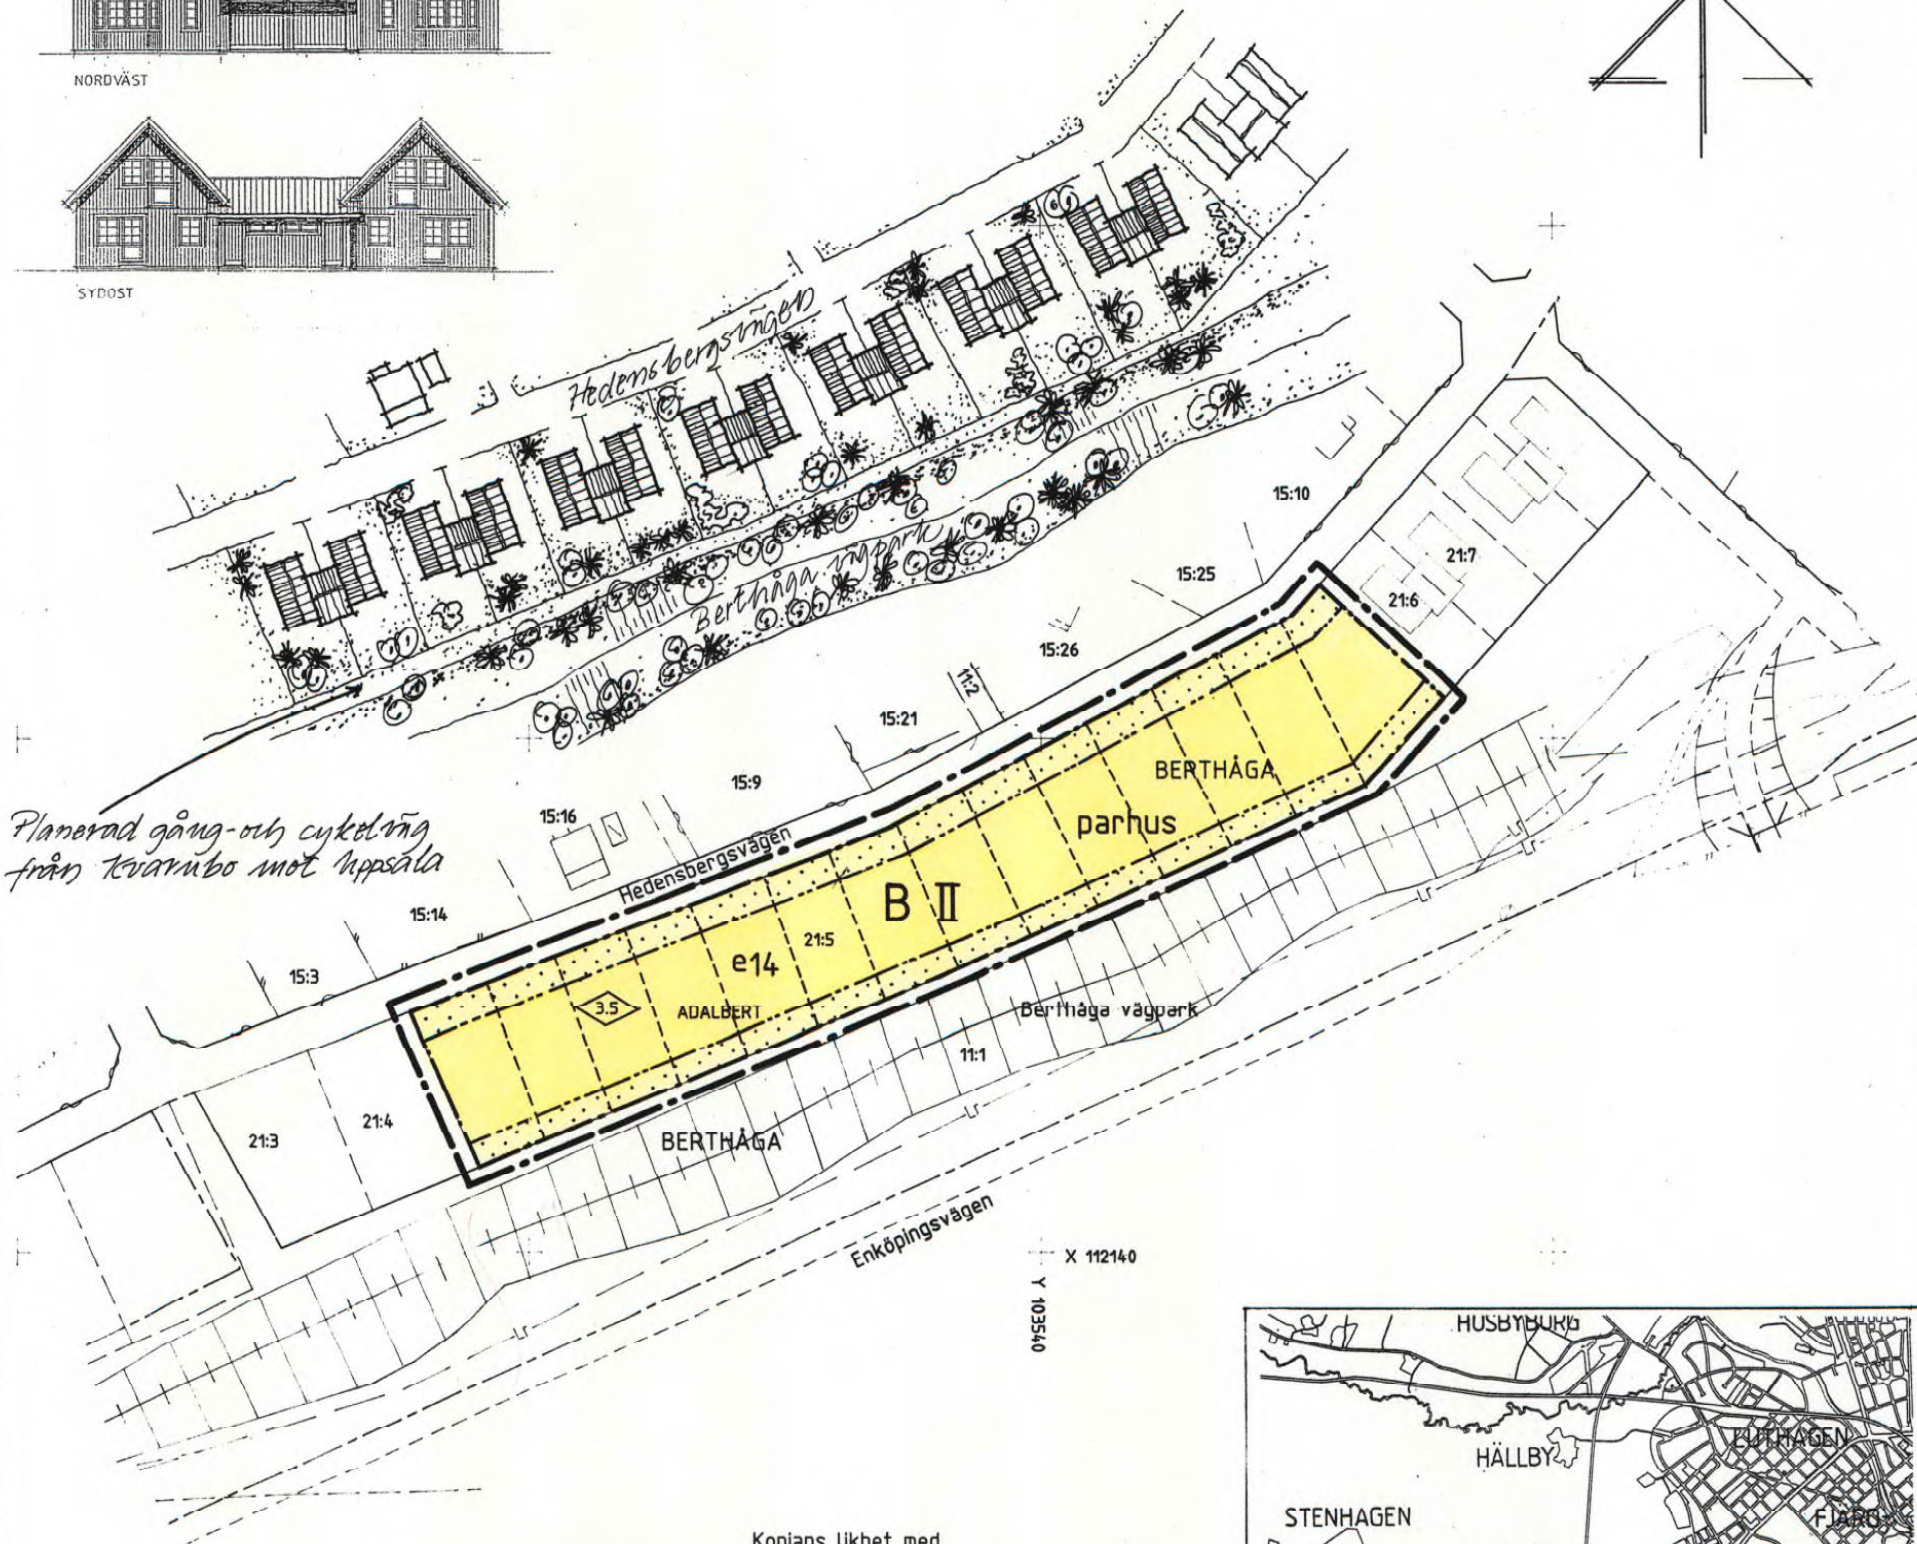 NORDVÄST
SYDOST
Hedensbergsvägen
Berthåga vägpark
15:10
21:7
15:25
21:6
15:26
11:2
15:21
BERTHÅGA
15:9
parhus
Planerad gång-och cykelväg
från Kvarnbo mot Uppsala
15:16
Hedensbergsvägen
B II
15:14
21:5
e14
15:3
3.5
ADALBERT
Berthåga vägpark
11:1
21:4
21:3
BERTHÅGA
Enköpingsvägen
X 112140
Y 103540
HUSBYBORG
LUTHAGEN
HÄLLBY
STENHAGEN
Kopians likhet med